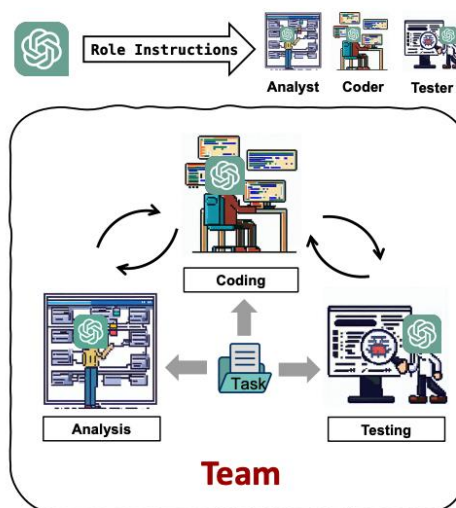 Role Instructions
Analyst Coder Tester
Coding
Task
Analysis
Testing
Team